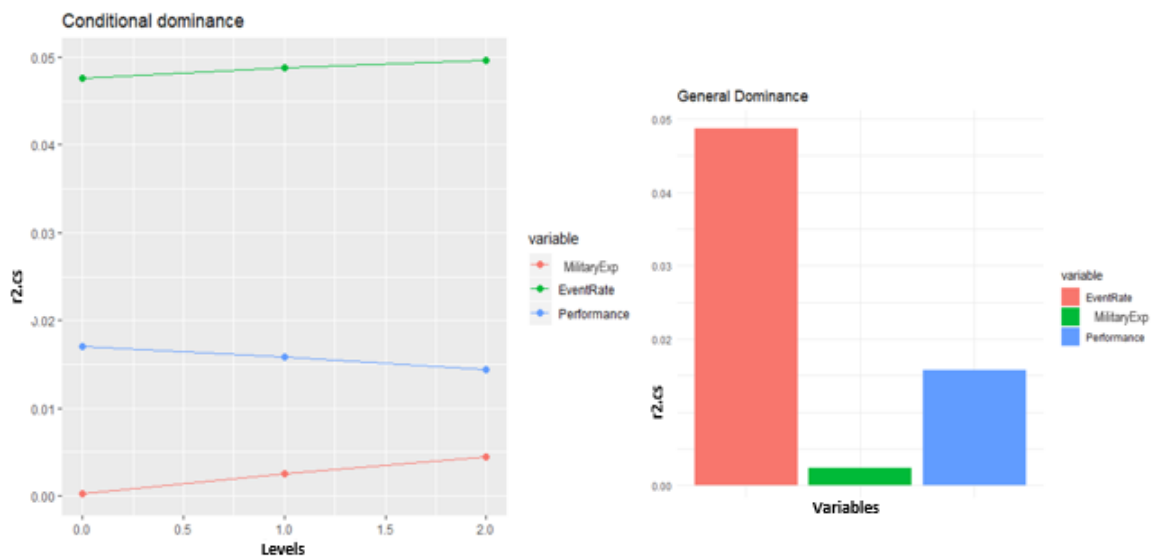 Conditional dominance
0.05
0.04
0.03
0.02
0.01
0.00
r2.cs
0.0
0.5
1.0
1.5
2.0
Levels
variable
MilitaryExp
EventRate
Performance
General Dominance
0.05
0.04
0.03
0.02
0.00
r2.cs
Variables
variable
EventRate
MilitaryExp
Performance